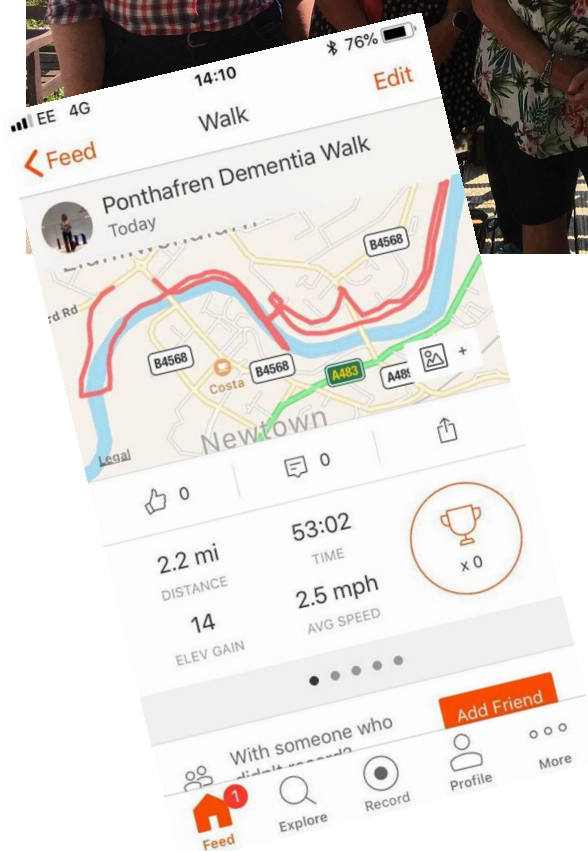 EE 4G 14:10 76%
Feed Walk Edit
Ponthafren Dementia Walk
Today
B4568
rd Rd
B4568
B4568
Costa
A483
+
Newtown
Legal
0 0
2.2 mi 53:02
DISTANCE TIME
x 0
14 2.5 mph
ELEV GAIN AVG SPEED
With someone who
didn't record?
Add Friend
1
Feed Explore Record Profile More